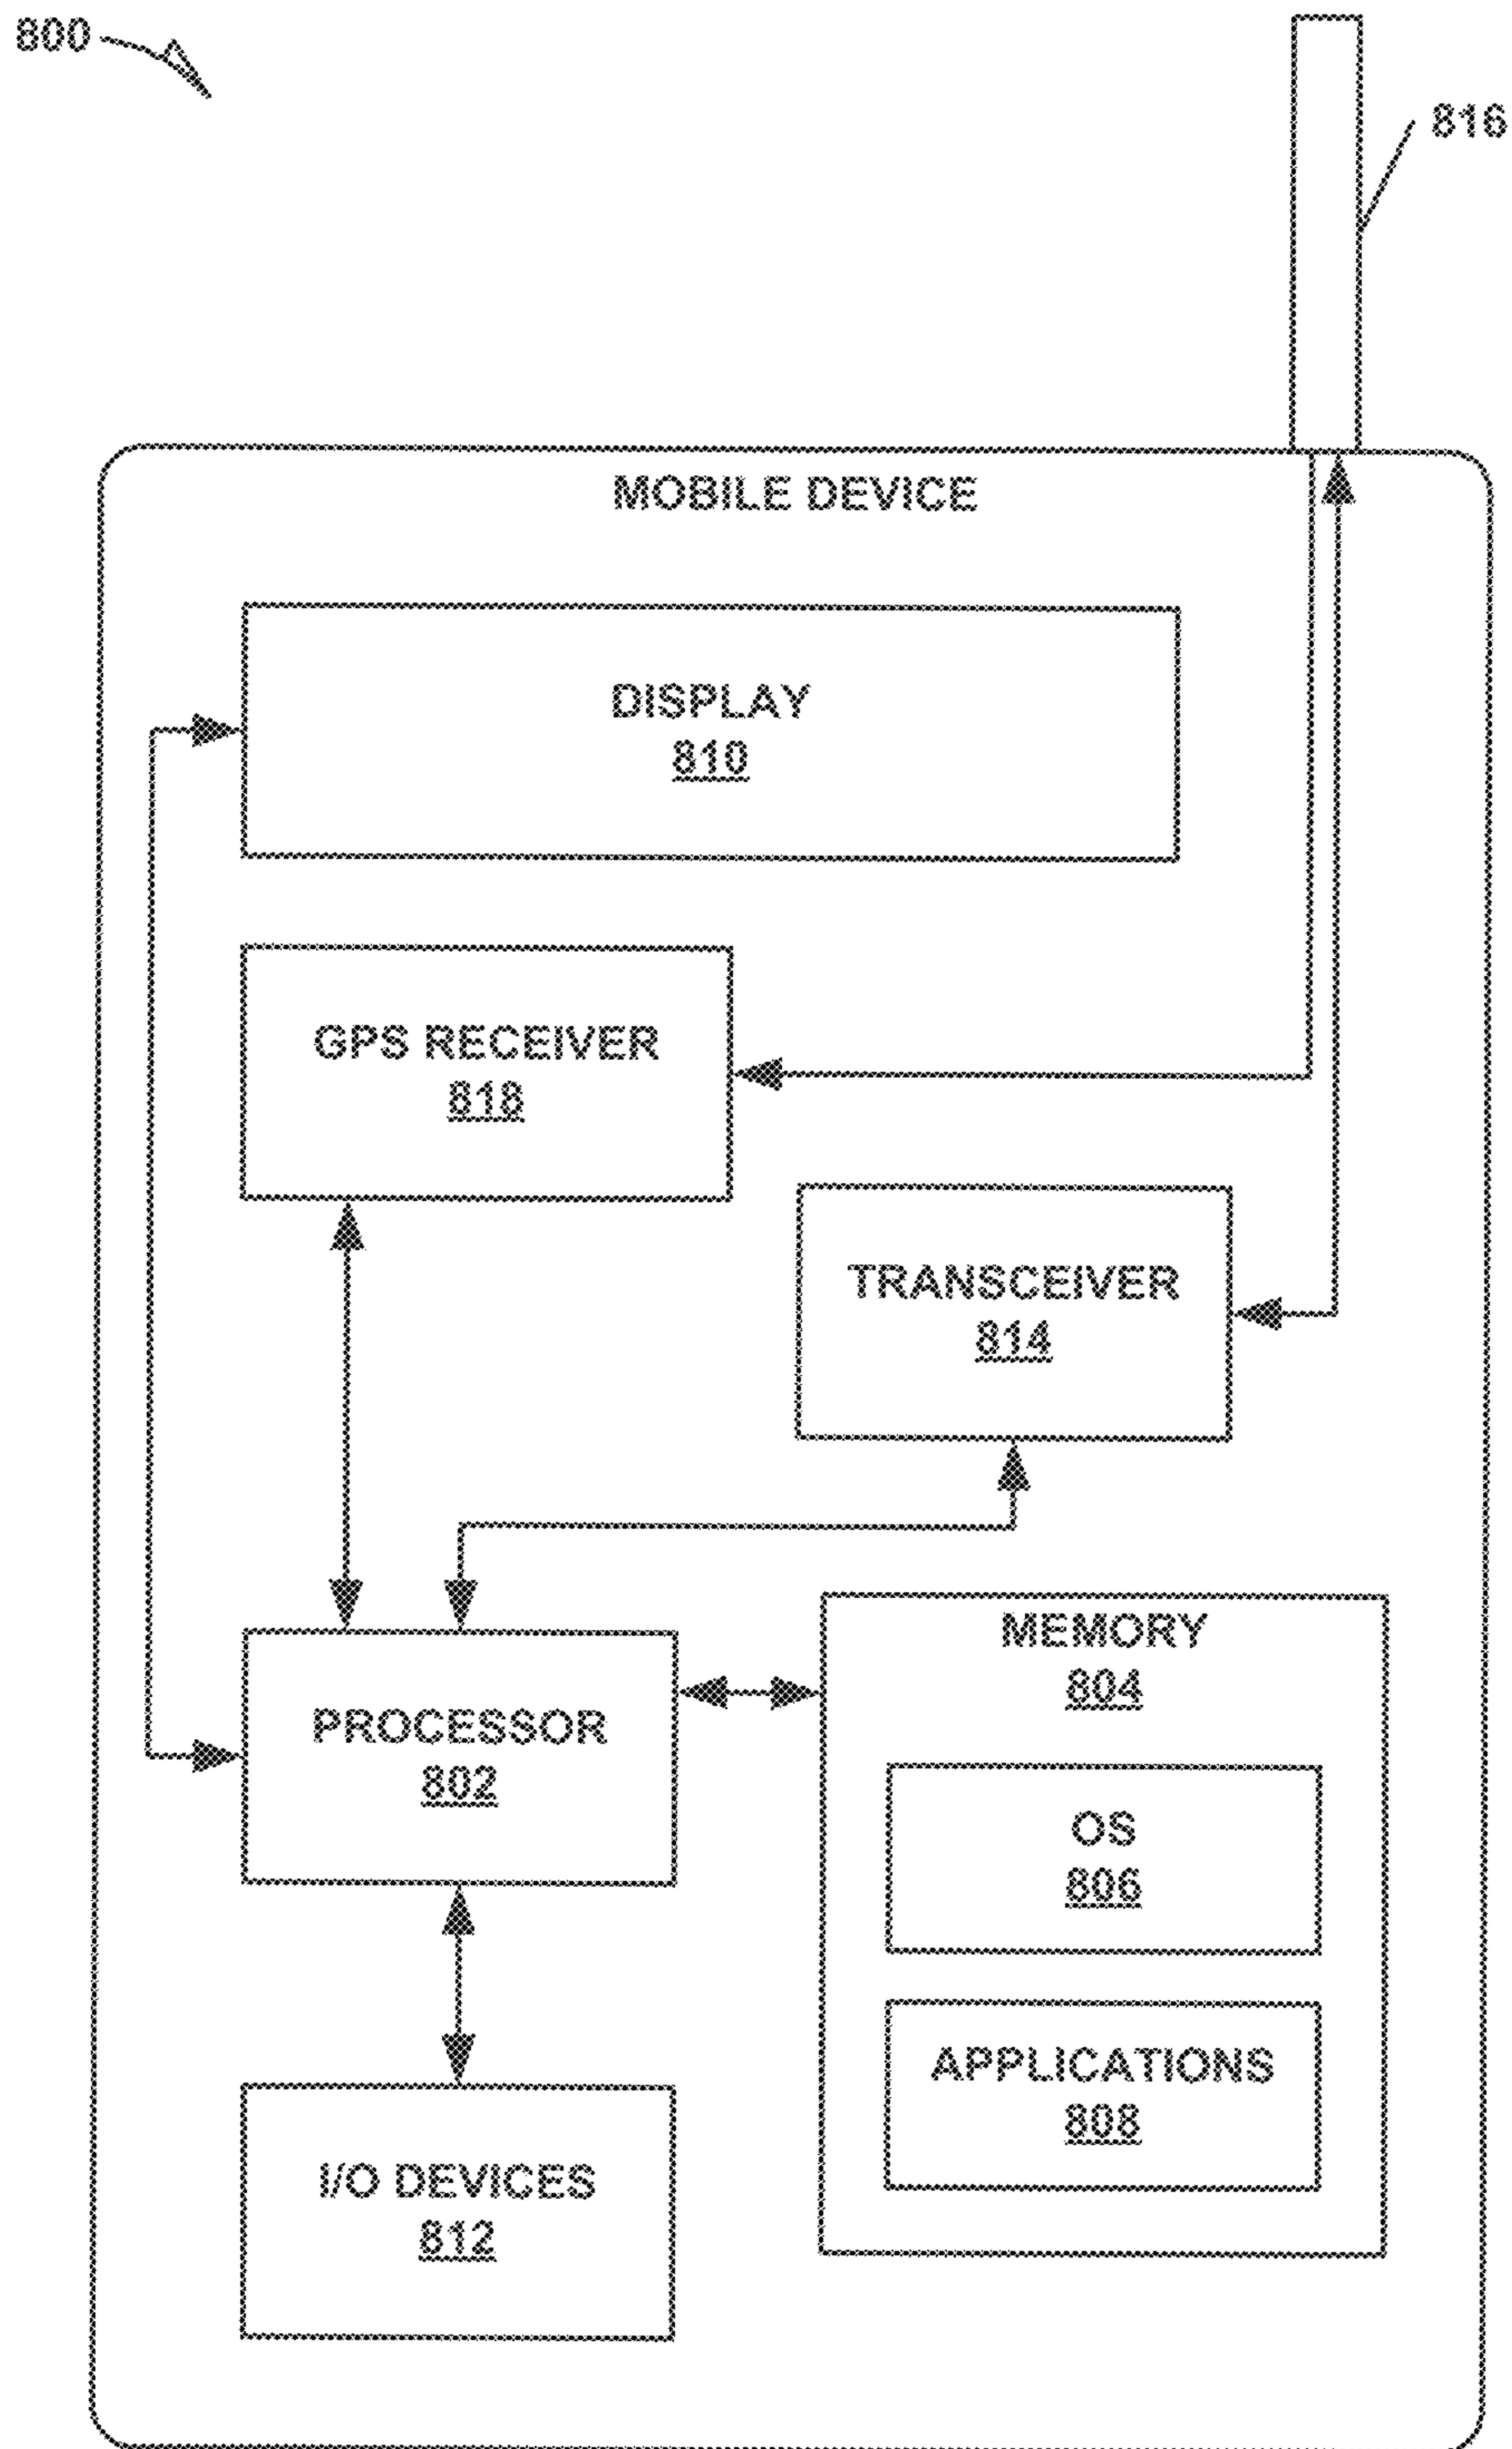 800
816
MOBILE DEVICE
DISPLAY
810
GPS RECEIVER
818
TRANSCEIVER
814
MEMORY
804
PROCESSOR
802
OS
806
APPLICATIONS
808
I/O DEVICES
812